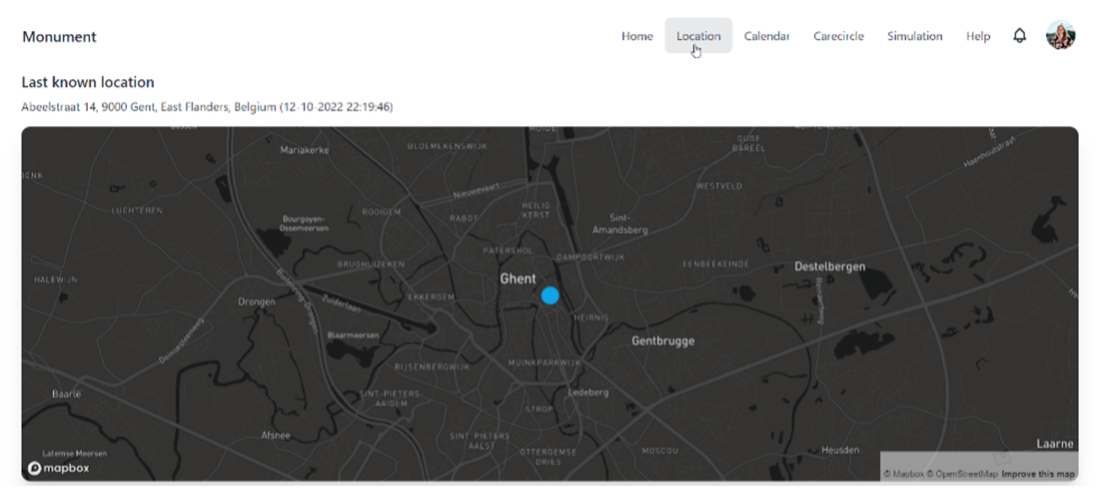 Monument
Home Location Calendar Carecircle Simulation Help
Last known location
Abeelstraat 14, 9000 Gent, East Flanders, Belgium (12-10-2022 22:19:46)
MUIDE
OUDE
BAREEL
Mariakerke
BLOEMEKENSWIJK
WESTVELD
Nieuwevaart
LUCHTEREN
ROOIGEM
RABOT
HEILIG
KERST
Bourgoyen-
Ossemeersen
Sint-
Amandsberg
PATERSHOL
DAMPOORTWIJK
BRUGHUIZEKEN
EENBEEKEINDE
Destelbergen
HALEWIJN
Ghent
EKKERGEM
Drongen
Zuiderlaan
HEIRNIS
Blaarmeersen
Gentbrugge
BIJSENBERGWIJK
MUINKPARKWIJK
Baarle
SINT-PIETERS-
AAIGEM
Ledeberg
STROP
Afsnee
SINT-PIETERS
AALST
OTTERGEMSE
DRIES
MOSCOU
Heusden
Laarne
Latemse Meersen
mapbox
© Mapbox © OpenStreetMap Improve this map